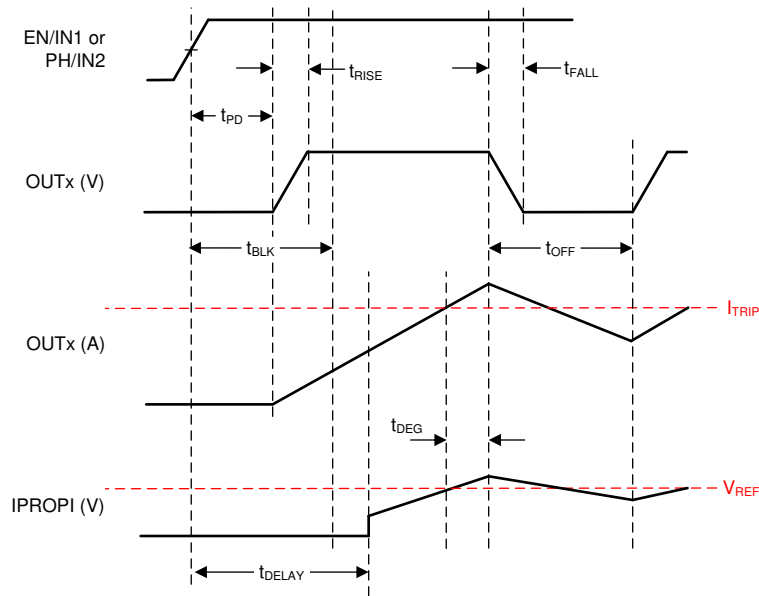 EN/IN1 or
PH/IN2
tRISE
tFALL
tPD
OUTx (V)
tBLK
tOFF
ITRIP
OUTx (A)
tDEG
VREF
IPROPI (V)
tDELAY